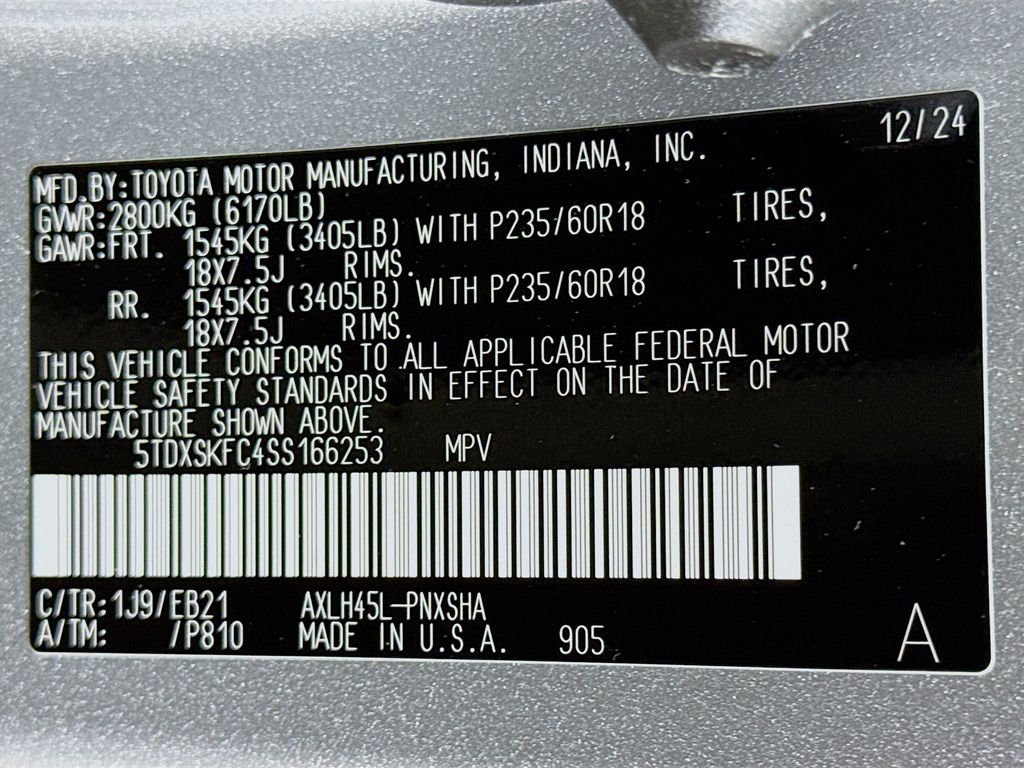 12/24
MFD.BY:TOYOTA MOTOR MANUFACTURING, INDIANA, INC.
GVWR:2800KG (6170LB)
GAWR:FRT. 1545KG (3405LB) WITH P235/60R18 TIRES,
18X7.5J RIMS.
RR. 1545KG (3405LB) WITH P235/60R18 TIRES,
18X7.5J RIMS.
THIS VEHICLE CONFORMS TO ALL APPLICABLE FEDERAL MOTOR
VEHICLE SAFETY STANDARDS IN EFFECT ON THE DATE OF
MANUFACTURE SHOWN ABOVE.
5TDXSKFC4SS166253 MPV
C/TR:1J9/EB21 AXLH45L-PNXSHA
A/TM: /P810 MADE IN U.S.A. 905 A